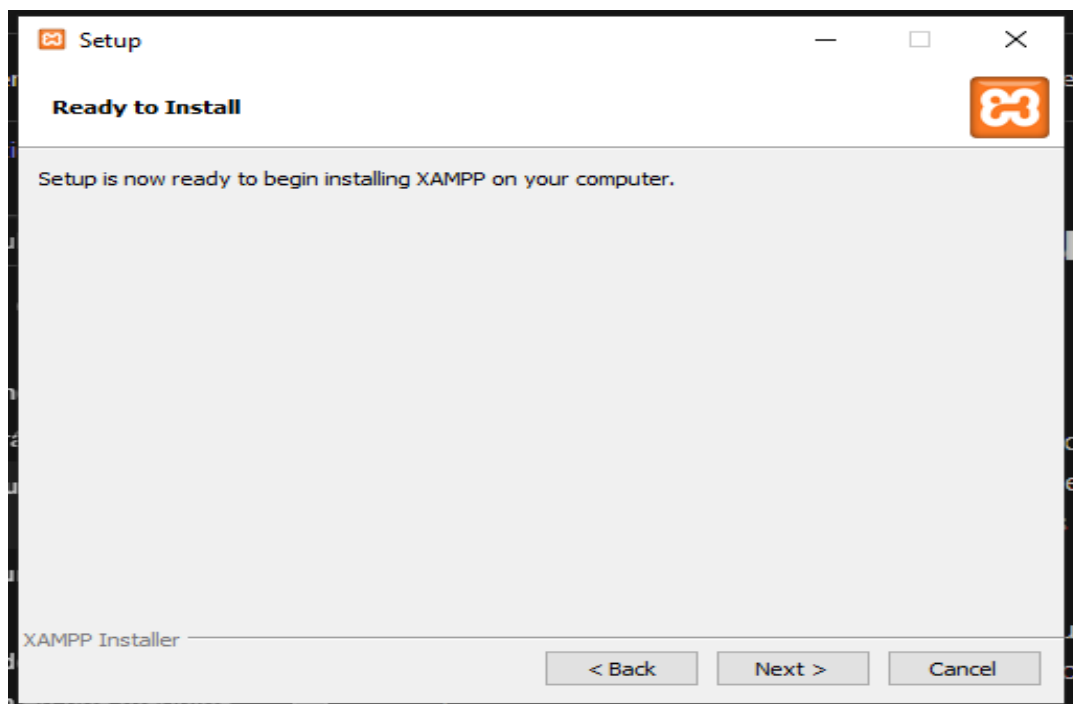 Setup
Ready to Install
Setup is now ready to begin installing XAMPP on your computer.
XAMPP Installer
< Back Next > Cancel